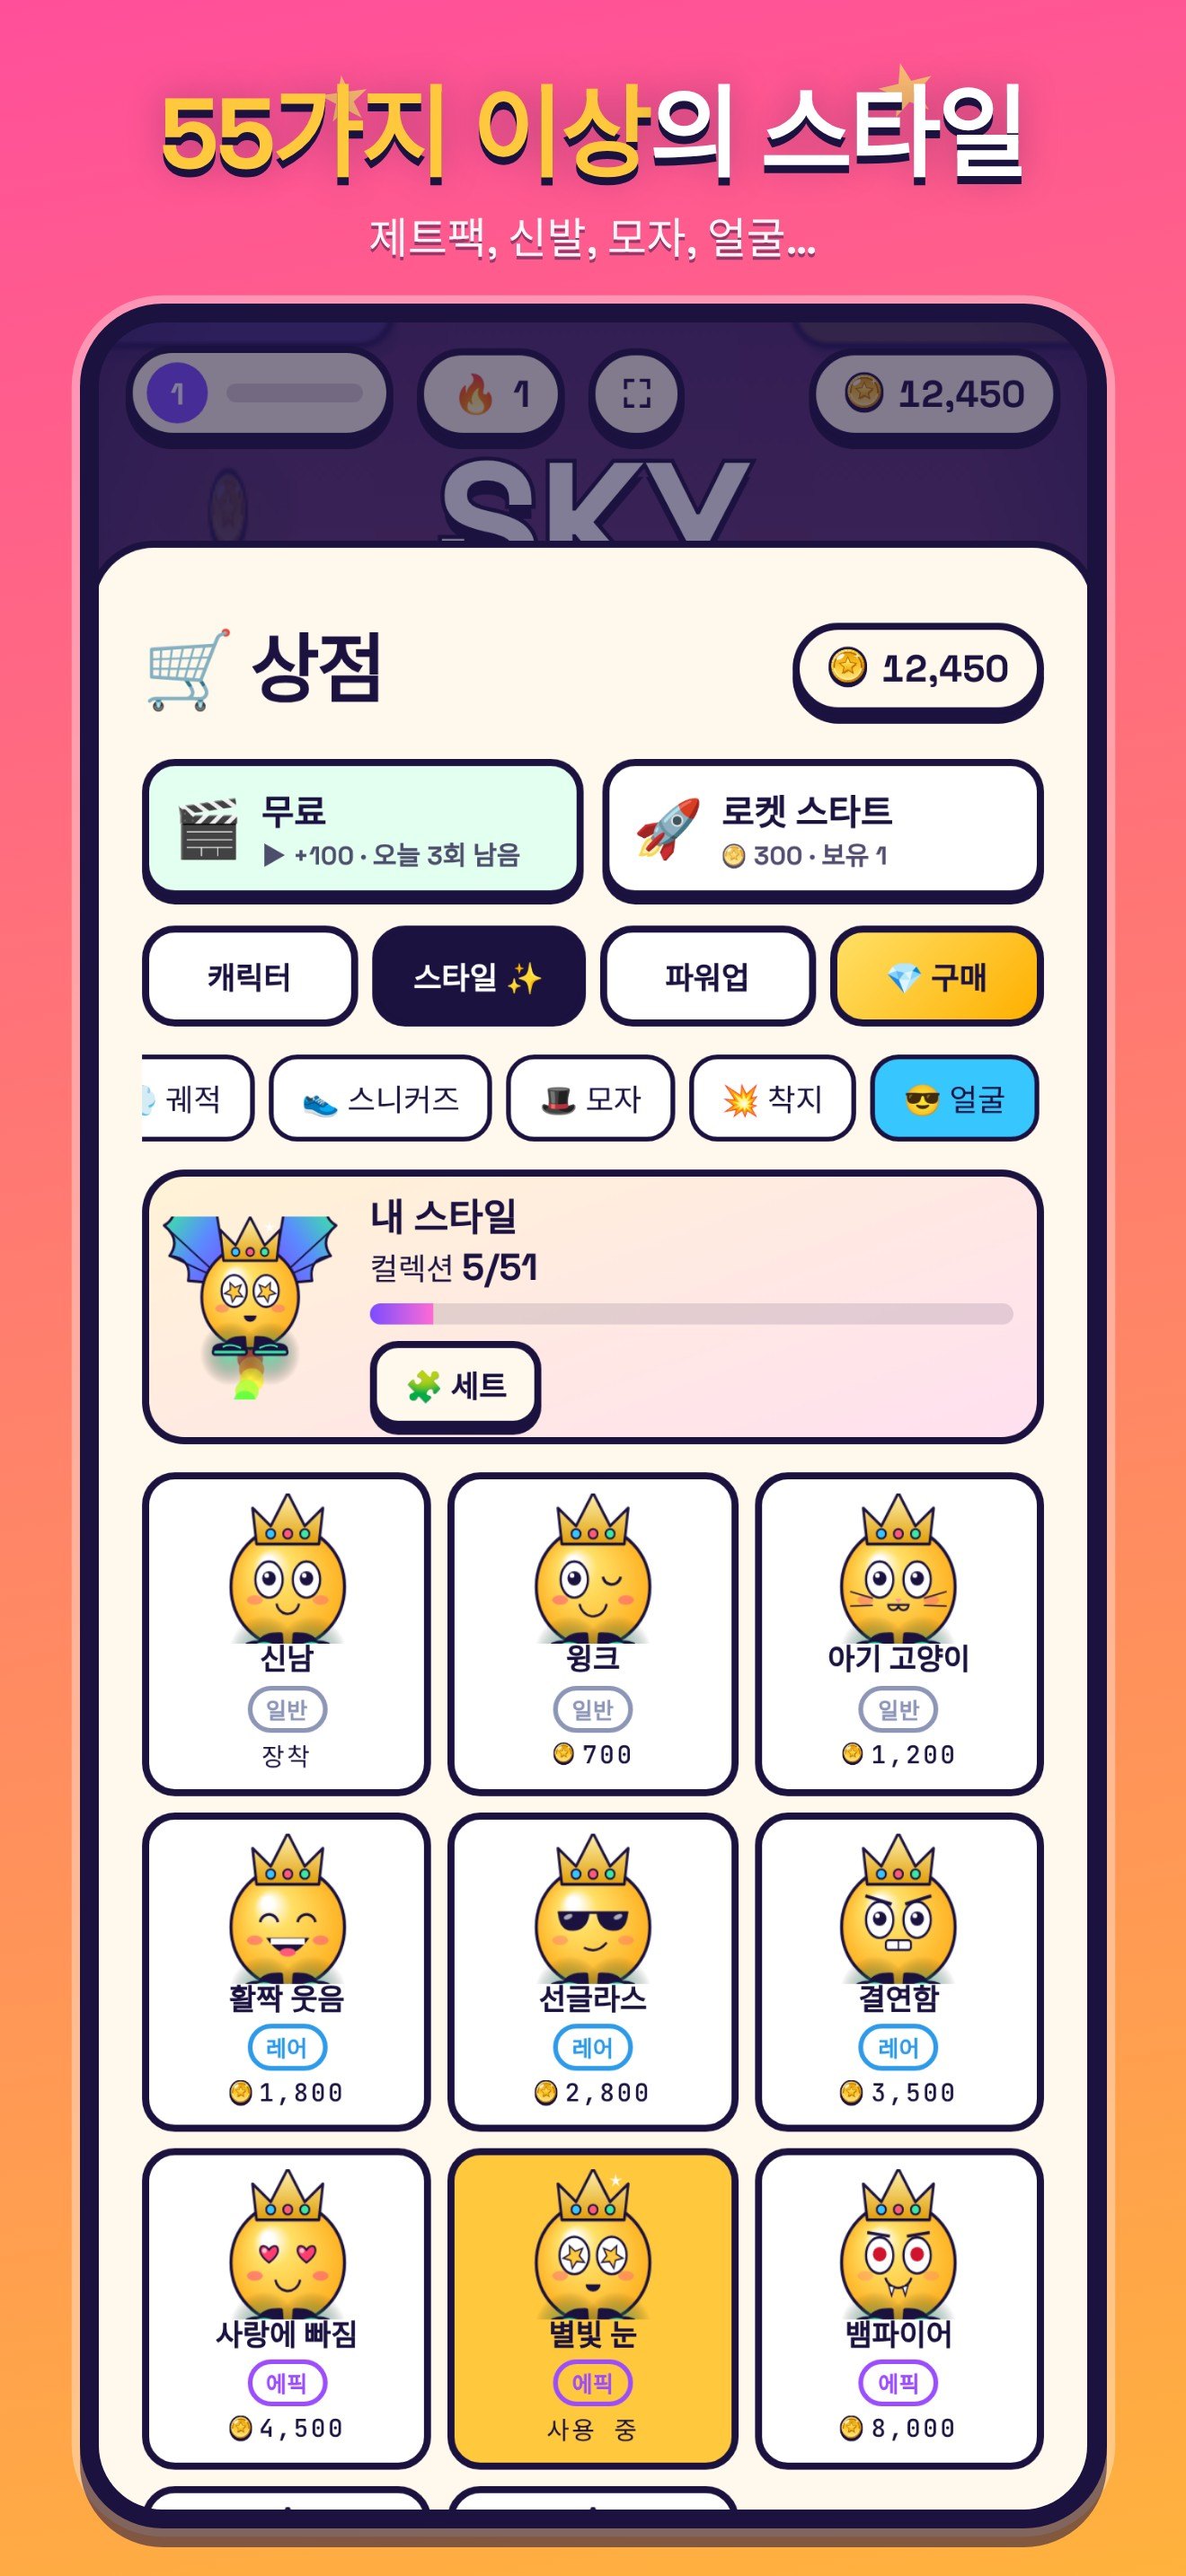 55가지 이상의 스타일
제트팩, 신발, 모자, 얼굴...
1
1
12,450
SKY
상점
12,450
무료
▶ +100 · 오늘 3회 남음
로켓 스타트
300 · 보유 1
캐릭터
스타일
파워업
구매
궤적
스니커즈
모자
착지
얼굴
내 스타일
컬렉션 5/51
세트
신남
일반
장착
윙크
일반
700
아기 고양이
일반
1,200
활짝 웃음
레어
1,800
선글라스
레어
2,800
결연함
레어
3,500
사랑에 빠짐
에픽
4,500
별빛 눈
에픽
사용 중
뱀파이어
에픽
8,000